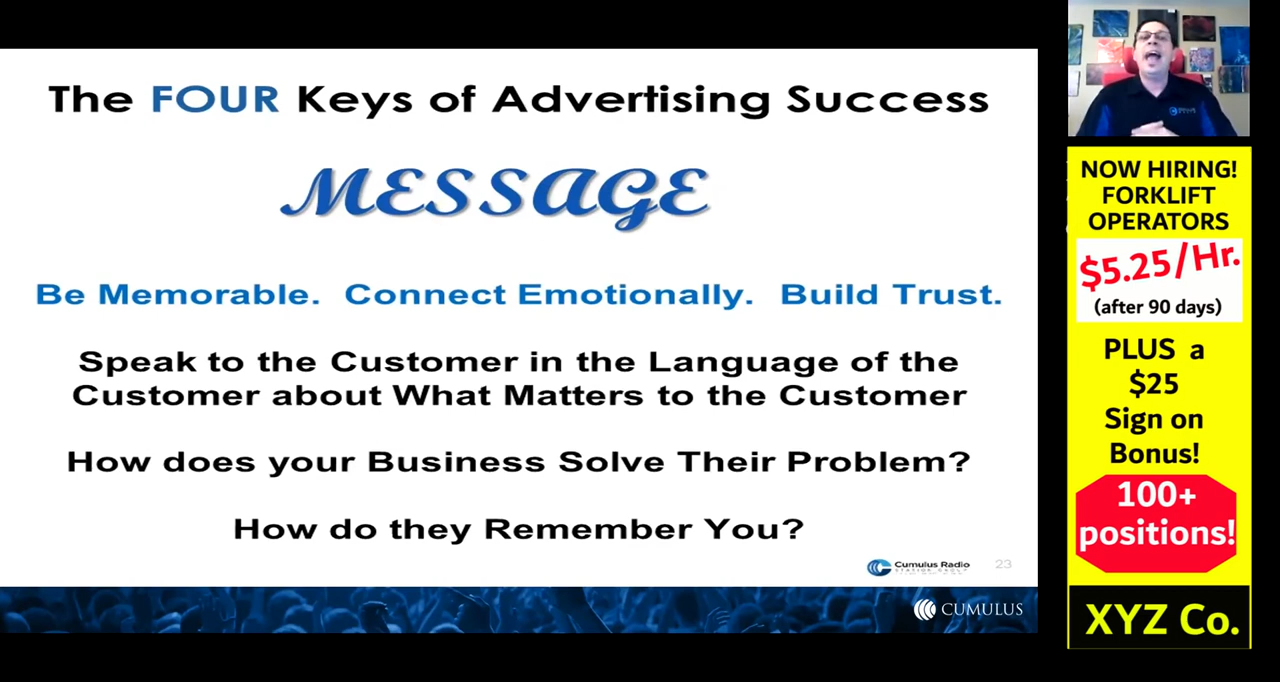 The FOUR Keys of Advertising Success
MESSAGE
Be Memorable. Connect Emotionally. Build Trust.
Speak to the Customer in the Language of the
Customer about What Matters to the Customer
How does your Business Solve Their Problem?
How do they Remember You?
Cumulus Radio
STATION GROUP
23
CUMULUS
NOW HIRING!
FORKLIFT
OPERATORS
$5.25/Hr.
(after 90 days)
PLUS a
$25
Sign on
Bonus!
100+
positions!
XYZ Co.